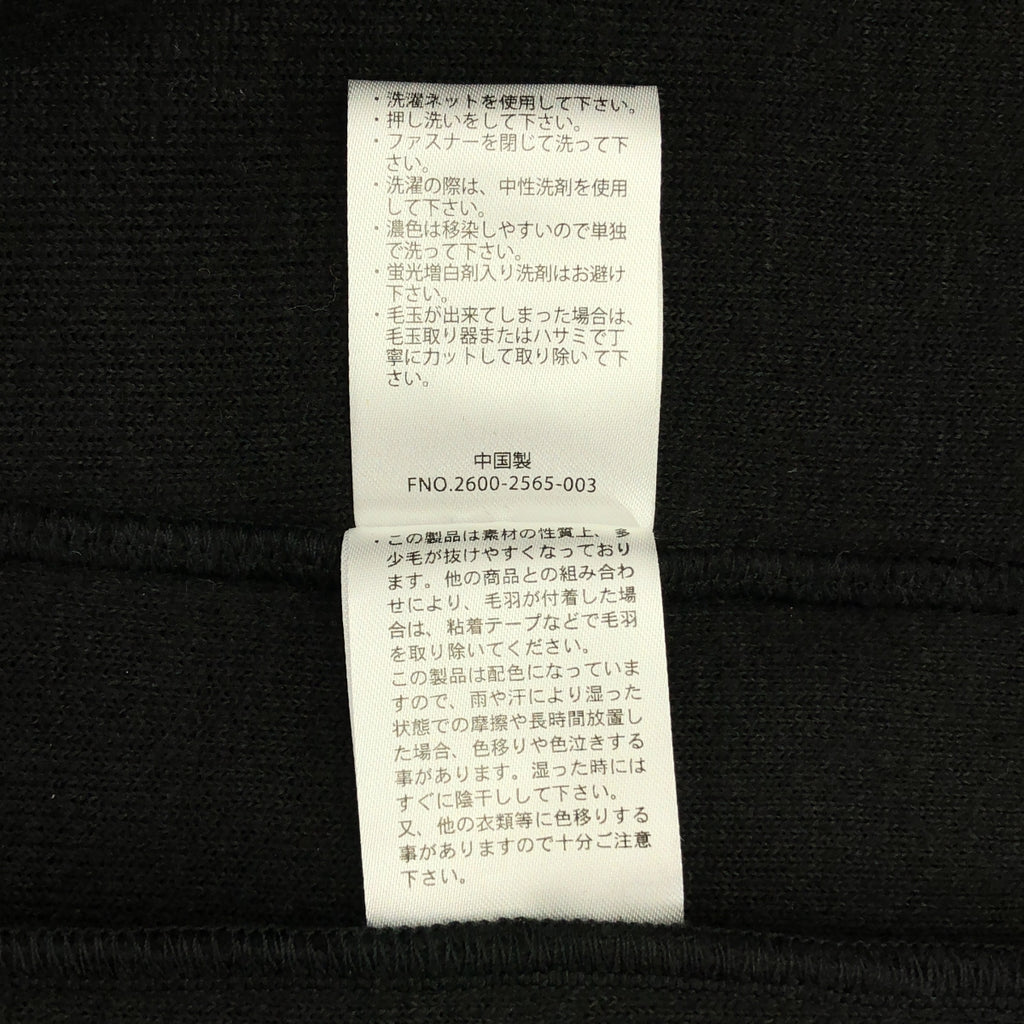 ・洗濯ネットを使用して下さい。
・押し洗いをして下さい。
・ファスナーを閉じて洗って下
さい。
・洗濯の際は、中性洗剤を使用
して下さい。
・濃色は移染しやすいので単独
で洗って下さい。
・蛍光増白剤入り洗剤はお避け
下さい。
・毛玉が出来てしまった場合は、
毛玉取り器またはハサミで丁
寧にカットして取り除い て下
さい。
中国製
FNO.2600-2565-003
・この製品は素材の性質上、多
少毛が抜けやすくなっており
ます。他の商品との組み合わ
せにより、毛羽が付着した場
合は、粘着テープなどで毛羽
を取り除いてください。
この製品は配色になっていま
すので、雨や汗により湿った
状態での摩擦や長時間放置し
た場合、色移りや色泣きする
事があります。湿った時には
すぐに陰干しして下さい。
又、他の衣類等に色移りする
事がありますので十分ご注意
下さい。